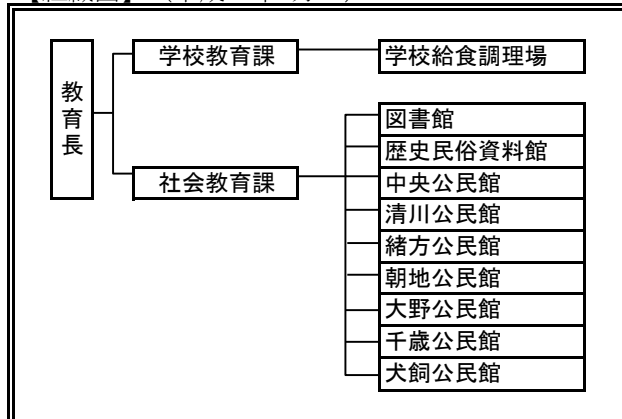 学校教育課
学校給食調理場
教育長
社会教育課
図書館
歴史民俗資料館
中央公民館
清川公民館
緒方公民館
朝地公民館
大野公民館
千歳公民館
犬飼公民館